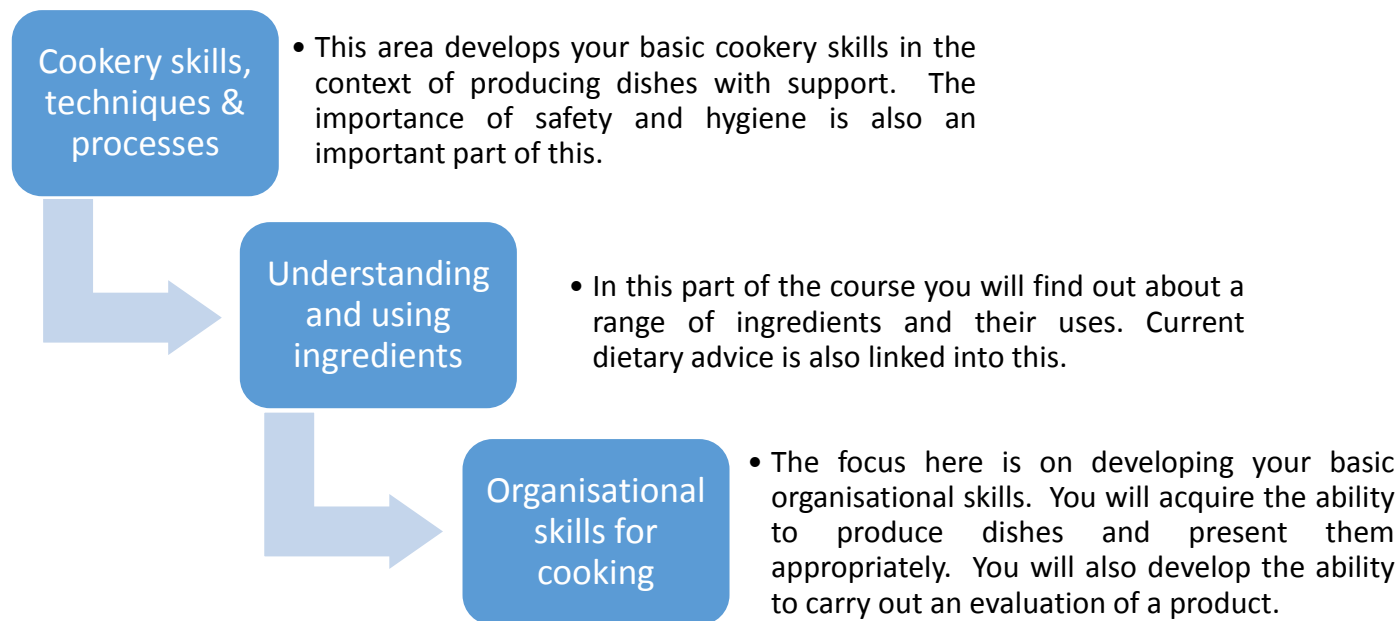 Cookery skills,
techniques &
processes
• This area develops your basic cookery skills in the
context of producing dishes with support. The
importance of safety and hygiene is also an
important part of this.
Understanding
and using
ingredients
• In this part of the course you will find out about a
range of ingredients and their uses. Current
dietary advice is also linked into this.
Organisational
skills for
cooking
• The focus here is on developing your basic
organisational skills. You will acquire the ability
to produce dishes and present them
appropriately. You will also develop the ability
to carry out an evaluation of a product.